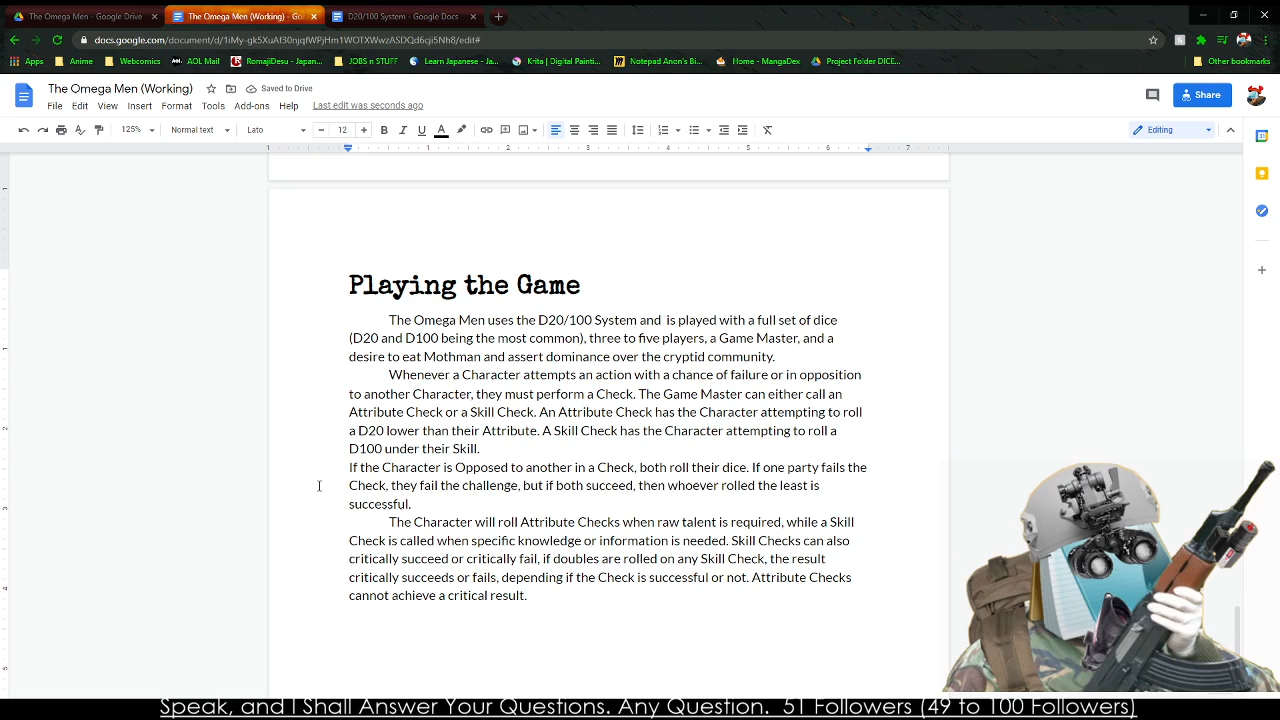 The Omega Men - Google Drive
The Omega Men (Working) - Go
D20/100 System - Google Docs
docs.google.com/document/d/1iMy-gk5XuAf30njqfWPJHm1WOTXWwzASDQd6cji5Nh8/edit#
Apps Anime Webcomics AOL Mail RomajiDesu - Japan... JOBS n STUFF Learn Japanese - Ja... Krita | Digital Painti... Notepad Anon's Bi... Home - MangaDex Project Folder DICE... Other bookmarks
The Omega Men (Working) Saved to Drive
File Edit View Insert Format Tools Add-ons Help Last edit was seconds ago
Share
125% Normal text Lato 12 Editing
1 1 2 3 4 5 6 7
Playing the Game
The Omega Men uses the D20/100 System and is played with a full set of dice
(D20 and D100 being the most common), three to five players, a Game Master, and a
desire to eat Mothman and assert dominance over the cryptid community.
Whenever a Character attempts an action with a chance of failure or in opposition
to another Character, they must perform a Check. The Game Master can either call an
Attribute Check or a Skill Check. An Attribute Check has the Character attempting to roll
a D20 lower than their Attribute. A Skill Check has the Character attempting to roll a
D100 under their Skill.
If the Character is Opposed to another in a Check, both roll their dice. If one party fails the
Check, they fail the challenge, but if both succeed, then whoever rolled the least is
successful.
The Character will roll Attribute Checks when raw talent is required, while a Skill
Check is called when specific knowledge or information is needed. Skill Checks can also
critically succeed or critically fail, if doubles are rolled on any Skill Check, the result
critically succeeds or fails, depending if the Check is successful or not. Attribute Checks
cannot achieve a critical result.
Speak, and I Shall Answer Your Questions. Any Question. 51 Followers (49 to 100 Followers)